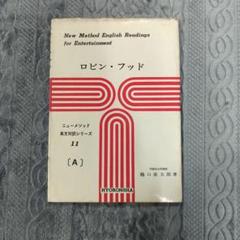 New Method English Readings
for Entertainment
ロビン・フッド
ニューメソッド
英文対訳シリーズ
11
〔A〕
KYOBUNSHA